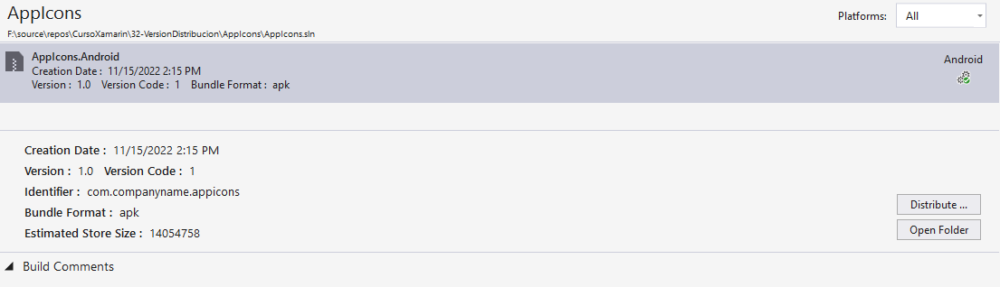 AppIcons
Platforms: All
F:\source\repos\CursoXamarin\32-VersionDistribucion\AppIcons\AppIcons.sln
AppIcons.Android
Android
Creation Date : 11/15/2022 2:15 PM
Version : 1.0 Version Code : 1 Bundle Format : apk
Creation Date : 11/15/2022 2:15 PM
Version : 1.0 Version Code : 1
Identifier : com.companyname.appicons
Distribute ...
Bundle Format : apk
Open Folder
Estimated Store Size : 14054758
Build Comments